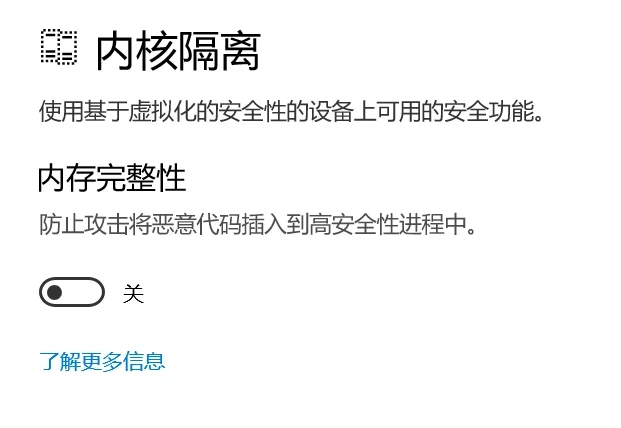 内核隔离
使用基于虚拟化的安全性的设备上可用的安全功能。
内存完整性
防止攻击将恶意代码插入到高安全性进程中。
关
了解更多信息